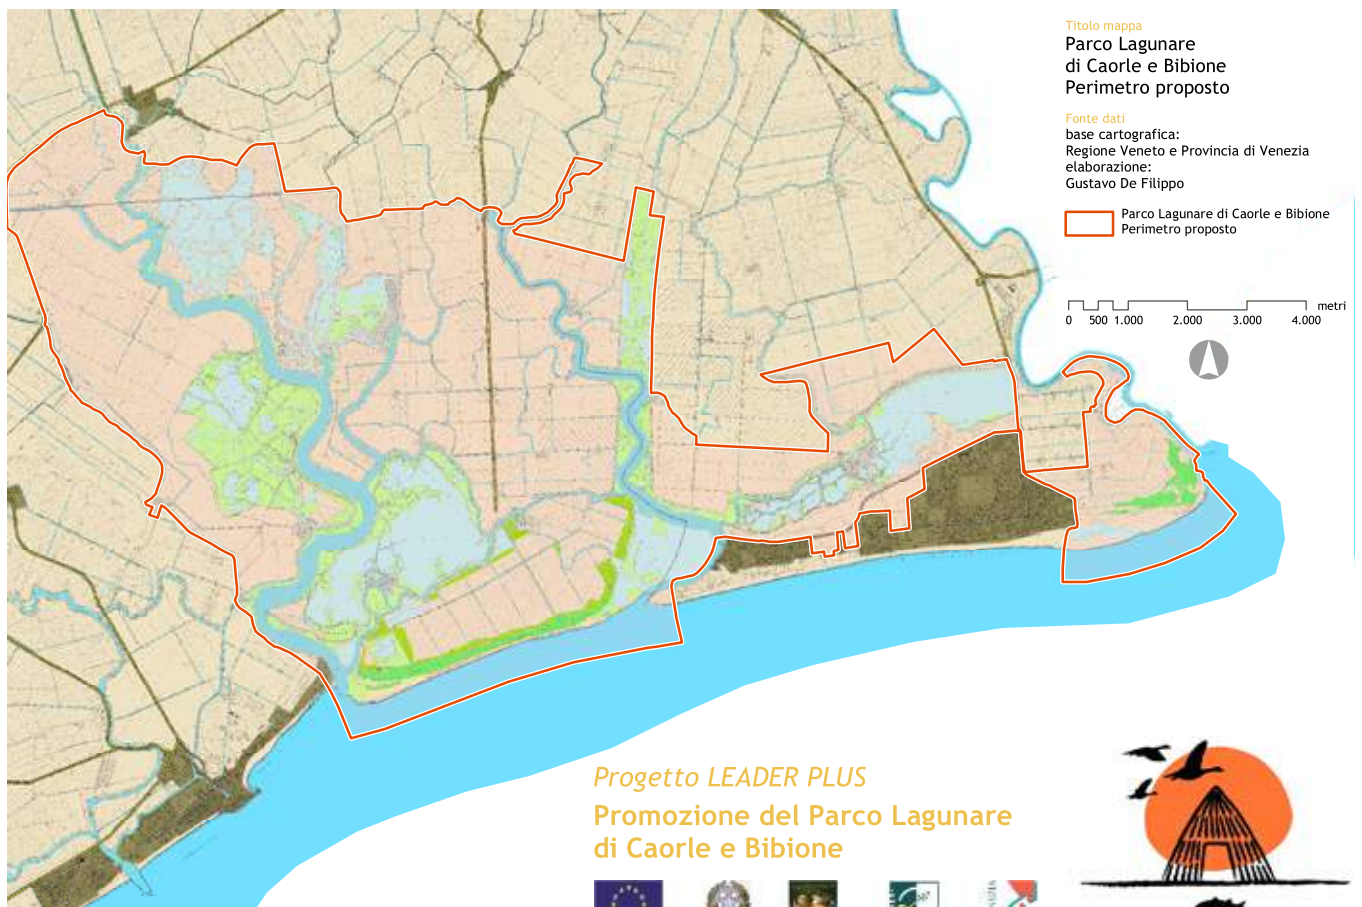 Titolo mappa
Parco Lagunare
di Caorle e Bibione
Perimetro proposto
Fonte dati
base cartografica:
Regione Veneto e Provincia di Venezia
elaborazione:
Gustavo De Filippo
Parco Lagunare di Caorle e Bibione
Perimetro proposto
metri
0 500 1.000 2.000 3.000 4.000
Progetto LEADER PLUS
Promozione del Parco Lagunare
di Caorle e Bibione